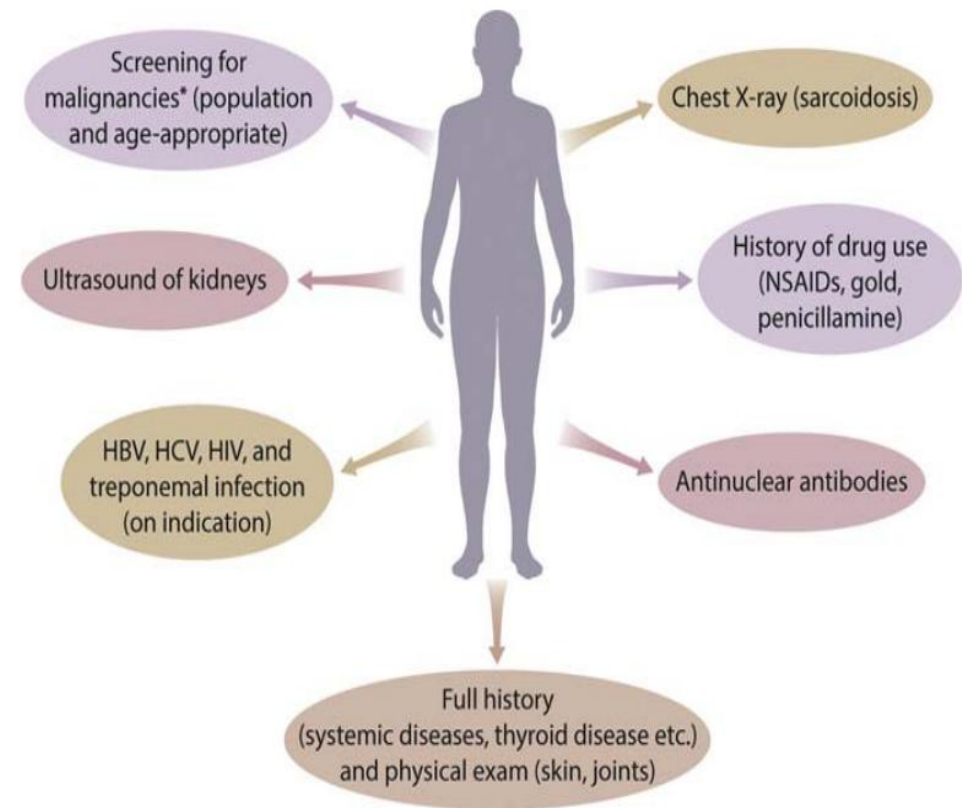 Screening for
malignancies* (population
and age-appropriate)
Chest X-ray (sarcoidosis)
Ultrasound of kidneys
History of drug use
(NSAIDs, gold,
penicillamine)
HBV, HCV, HIV, and
treponemal infection
(on indication)
Antinuclear antibodies
Full history
(systemic diseases, thyroid disease etc.)
and physical exam (skin, joints)